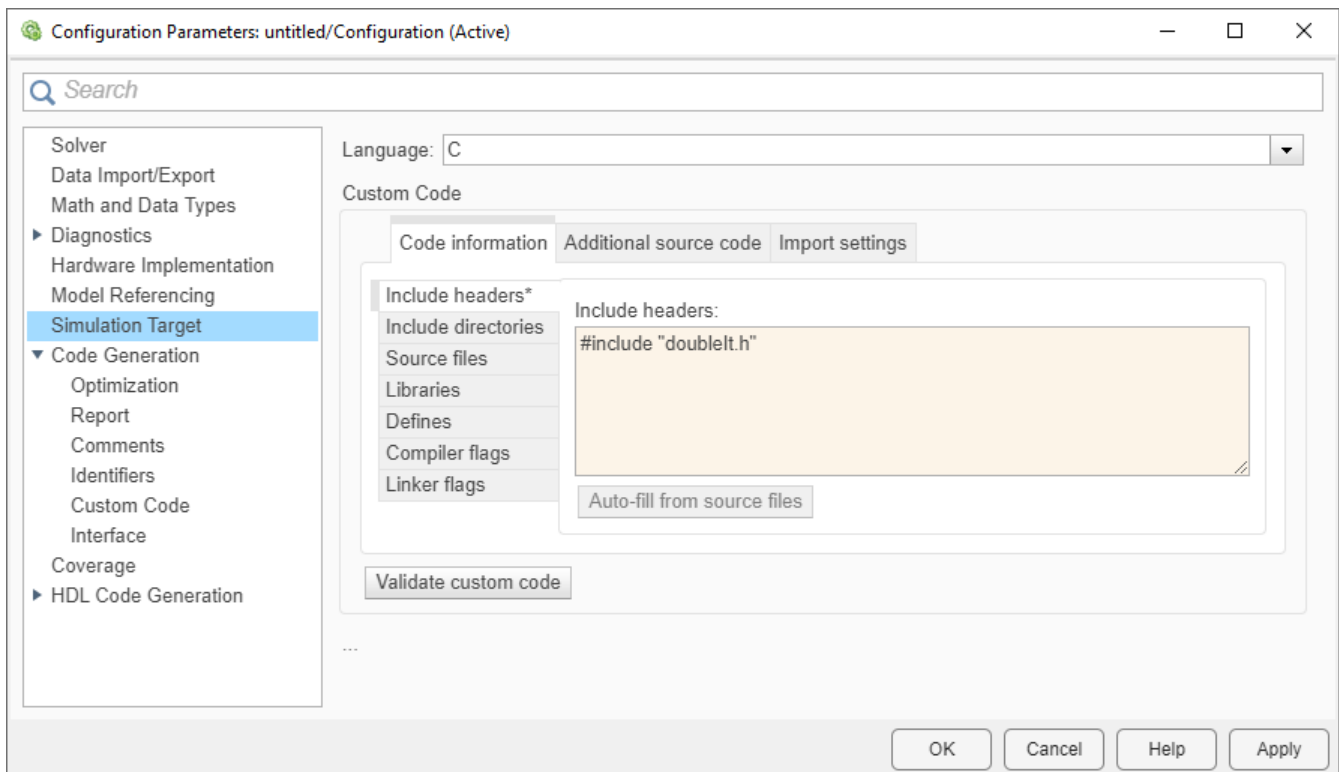 Configuration Parameters: untitled/Configuration (Active)
Search
Solver
Data Import/Export
Math and Data Types
Diagnostics
Hardware Implementation
Model Referencing
Simulation Target
Code Generation
Optimization
Report
Comments
Identifiers
Custom Code
Interface
Coverage
HDL Code Generation
Language: C
Custom Code
Code information Additional source code Import settings
Include headers*
Include directories
Source files
Libraries
Defines
Compiler flags
Linker flags
Include headers:
#include "doubleIt.h"
Auto-fill from source files
Validate custom code
...
OK Cancel Help Apply